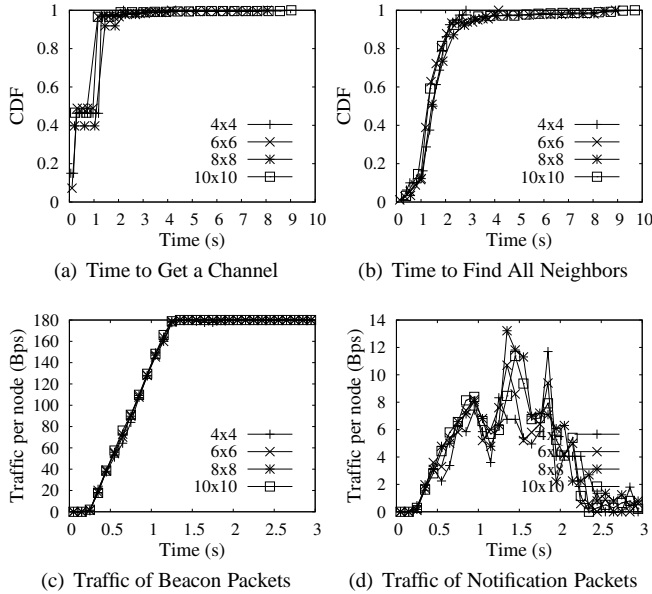 1
0.8
0.6
0.4
0.2
0
CDF
4x4
6x6
8x8
10x10
0 1 2 3 4 5 6 7 8 9 10
Time (s)
(a) Time to Get a Channel
1
0.8
0.6
0.4
0.2
0
CDF
4x4
6x6
8x8
10x10
0 1 2 3 4 5 6 7 8 9 10
Time (s)
(b) Time to Find All Neighbors
180
160
140
120
100
80
60
40
20
0
Traffic per node (Bps)
4x4
6x6
8x8
10x10
0 0.5 1 1.5 2 2.5 3
Time (s)
(c) Traffic of Beacon Packets
14
12
10
8
6
4
2
0
Traffic per node (Bps)
4x4
6x6
8x8
10x10
0 0.5 1 1.5 2 2.5 3
Time (s)
(d) Traffic of Notification Packets